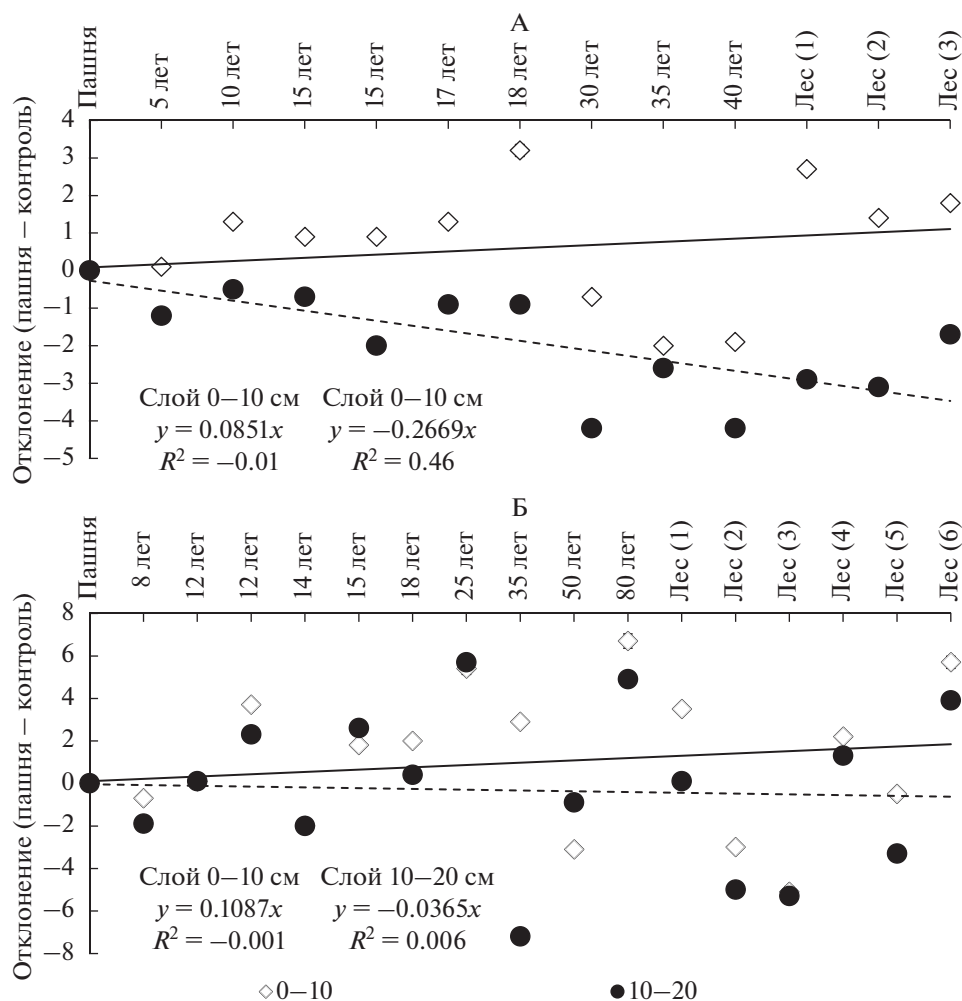 А
Пашня
5 лет
10 лет
15 лет
15 лет
17 лет
18 лет
30 лет
35 лет
40 лет
Лес (1)
Лес (2)
Лес (3)
Отклонение (пашня – контроль)
4
3
2
1
0
–1
–2
–3
–4
–5
Слой 0–10 см
y = 0.0851x
R² = –0.01
Слой 0–10 см
y = –0.2669x
R² = 0.46
Б
Пашня
8 лет
12 лет
12 лет
14 лет
15 лет
18 лет
25 лет
35 лет
50 лет
80 лет
Лес (1)
Лес (2)
Лес (3)
Лес (4)
Лес (5)
Лес (6)
Отклонение (пашня – контроль)
8
6
4
2
0
–2
–4
–6
–8
Слой 0–10 см
y = 0.1087x
R² = –0.001
Слой 10–20 см
y = –0.0365x
R² = 0.006
0–10
10–20